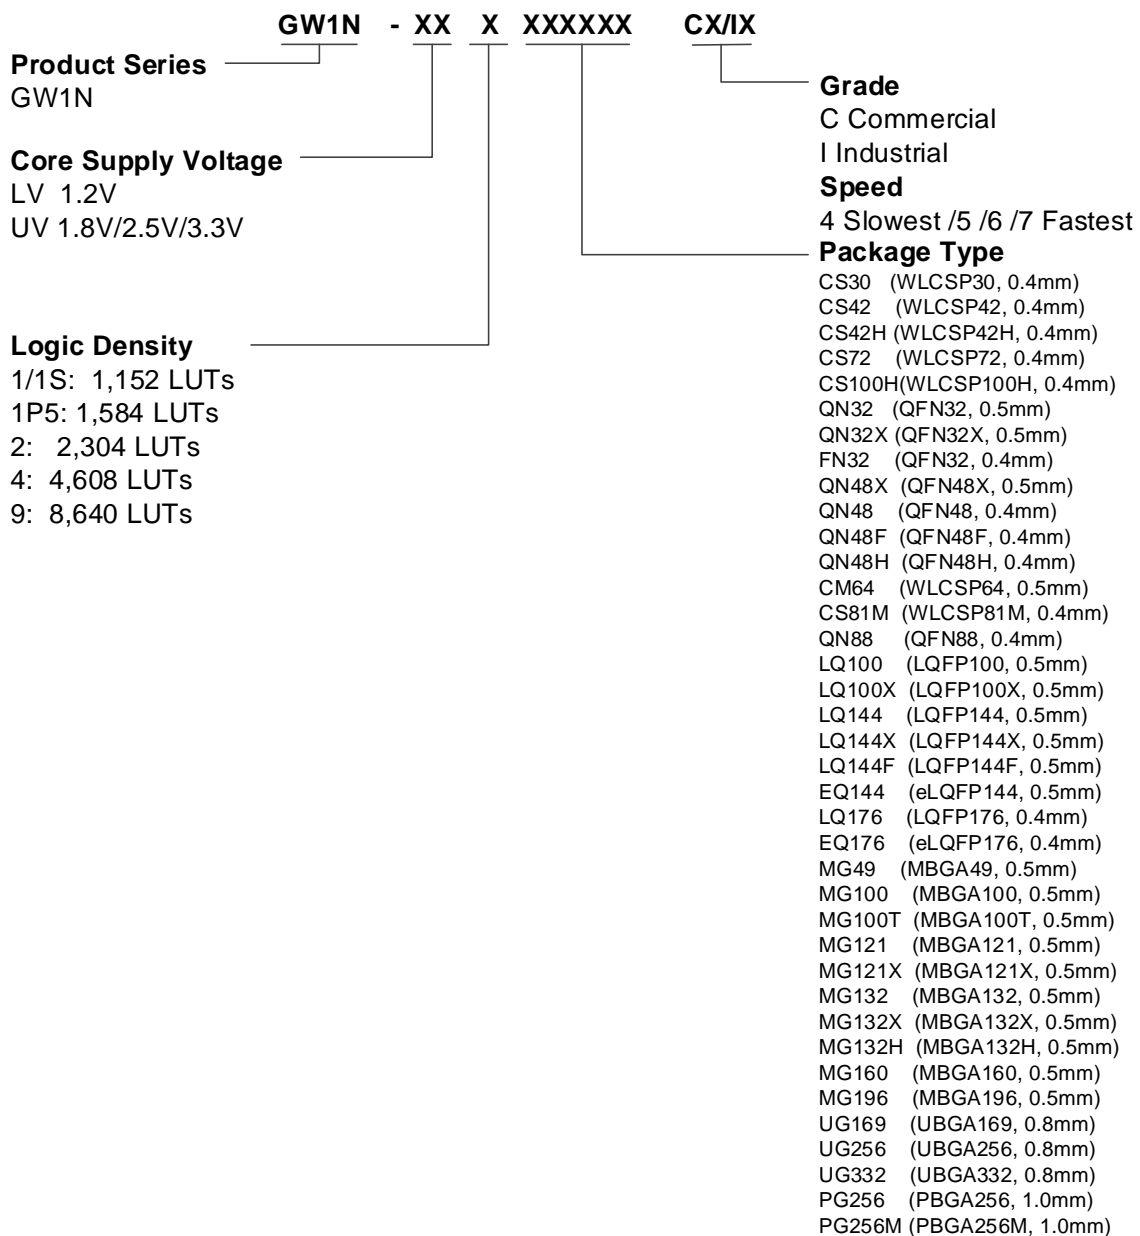 GW1N - XX X XXXXXX CX/IX
Product Series
GW1N
Core Supply Voltage
LV 1.2V
UV 1.8V/2.5V/3.3V
Logic Density
1/1S: 1,152 LUTs
1P5: 1,584 LUTs
2: 2,304 LUTs
4: 4,608 LUTs
9: 8,640 LUTs
Grade
C Commercial
I Industrial
Speed
4 Slowest /5 /6 /7 Fastest
Package Type
CS30 (WLCSP30, 0.4mm)
CS42 (WLCSP42, 0.4mm)
CS42H (WLCSP42H, 0.4mm)
CS72 (WLCSP72, 0.4mm)
CS100H(WLCSP100H, 0.4mm)
QN32 (QFN32, 0.5mm)
QN32X (QFN32X, 0.5mm)
FN32 (QFN32, 0.4mm)
QN48X (QFN48X, 0.5mm)
QN48 (QFN48, 0.4mm)
QN48F (QFN48F, 0.4mm)
QN48H (QFN48H, 0.4mm)
CM64 (WLCSP64, 0.5mm)
CS81M (WLCSP81M, 0.4mm)
QN88 (QFN88, 0.4mm)
LQ100 (LQFP100, 0.5mm)
LQ100X (LQFP100X, 0.5mm)
LQ144 (LQFP144, 0.5mm)
LQ144X (LQFP144X, 0.5mm)
LQ144F (LQFP144F, 0.5mm)
EQ144 (eLQFP144, 0.5mm)
LQ176 (LQFP176, 0.4mm)
EQ176 (eLQFP176, 0.4mm)
MG49 (MBGA49, 0.5mm)
MG100 (MBGA100, 0.5mm)
MG100T (MBGA100T, 0.5mm)
MG121 (MBGA121, 0.5mm)
MG121X (MBGA121X, 0.5mm)
MG132 (MBGA132, 0.5mm)
MG132X (MBGA132X, 0.5mm)
MG132H (MBGA132H, 0.5mm)
MG160 (MBGA160, 0.5mm)
MG196 (MBGA196, 0.5mm)
UG169 (UBGA169, 0.8mm)
UG256 (UBGA256, 0.8mm)
UG332 (UBGA332, 0.8mm)
PG256 (PBGA256, 1.0mm)
PG256M (PBGA256M, 1.0mm)